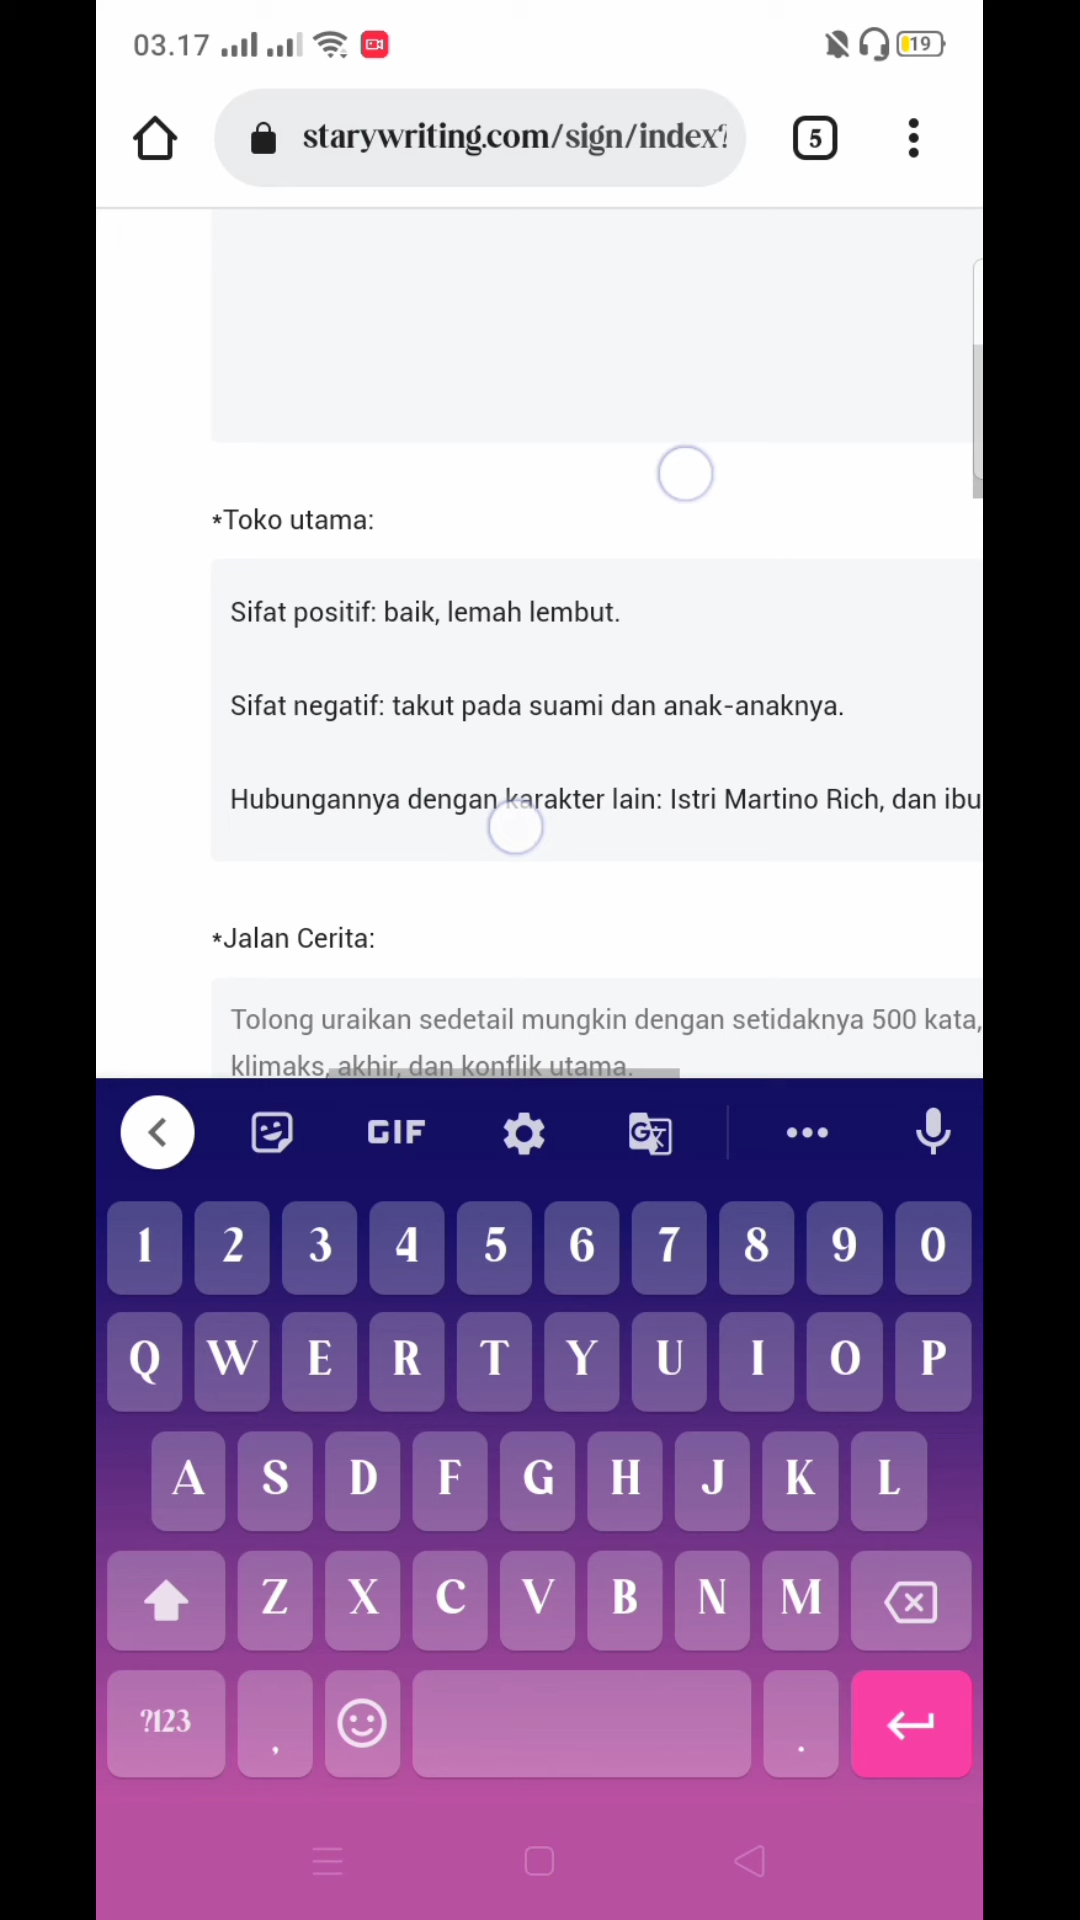 03.17
19
starywriting.com/sign/index?
5
*Toko utama:
Sifat positif: baik, lemah lembut.
Sifat negatif: takut pada suami dan anak-anaknya.
Hubungannya dengan karakter lain: Istri Martino Rich, dan ibu
*Jalan Cerita:
Tolong uraikan sedetail mungkin dengan setidaknya 500 kata,
klimaks, akhir, dan konflik utama.
GIF
1 2 3 4 5 6 7 8 9 0
Q W E R T Y U I O P
A S D F G H J K L
Z X C V B N M
?123 , .